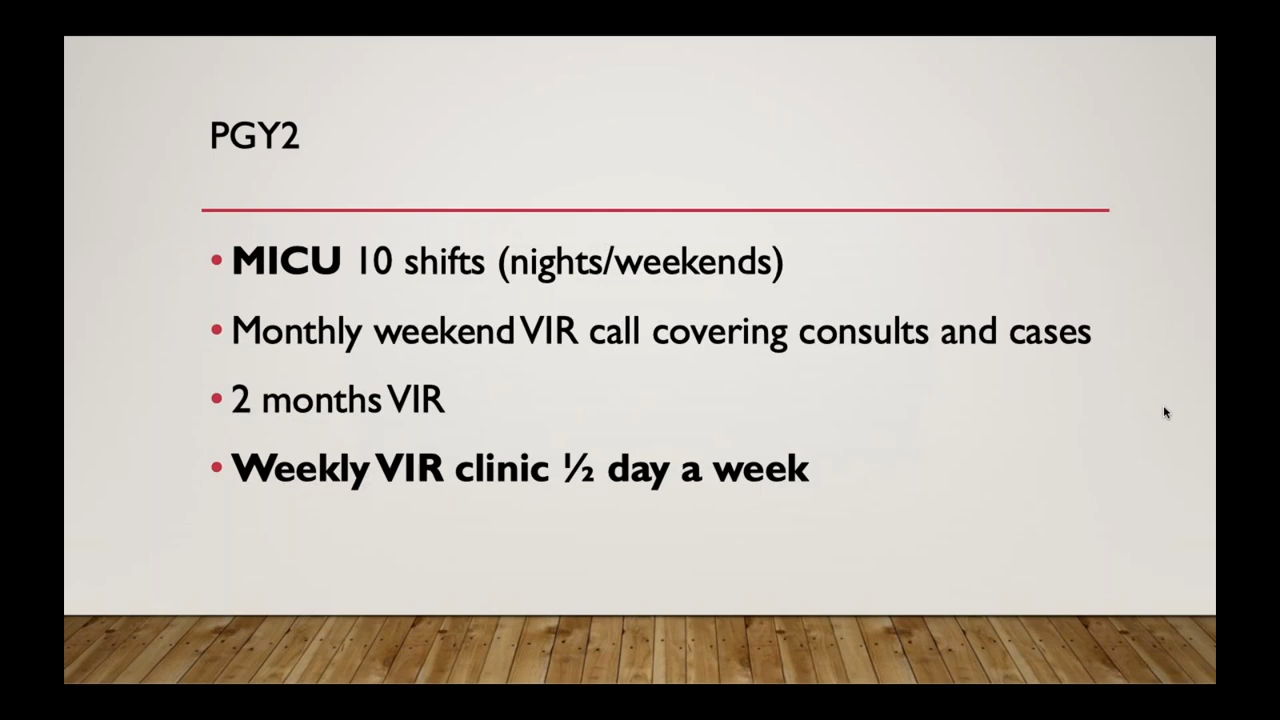 PGY2
• MICU 10 shifts (nights/weekends)
• Monthly weekend VIR call covering consults and cases
• 2 months VIR
• Weekly VIR clinic ½ day a week